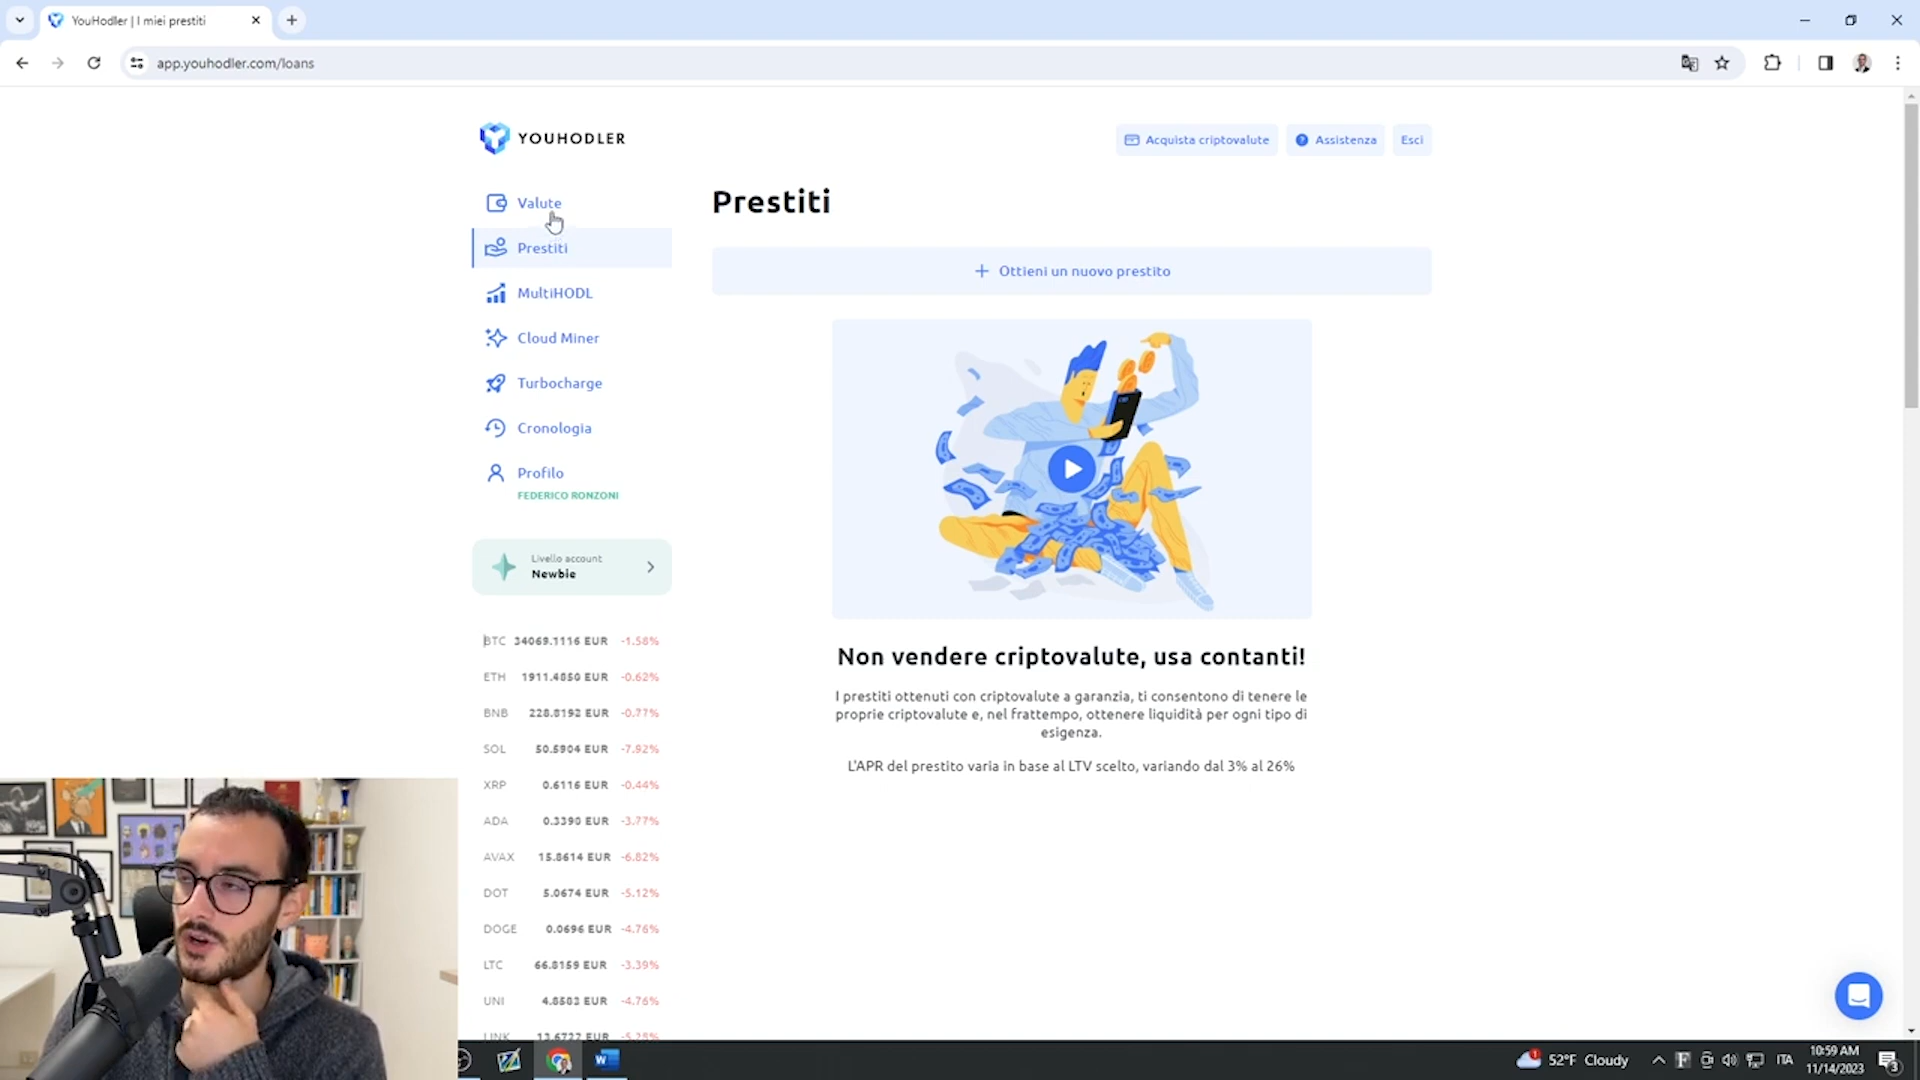 YouHodler | I miei prestiti
app.youhodler.com/loans
YOUHODLER
Acquista criptovalute
Assistenza
Esci
Valute
Prestiti
MultiHODL
Cloud Miner
Turbocharge
Cronologia
Profilo
FEDERICO RONZONI
Livello account
Newbie
BTC 34069.1116 EUR -1.58%
ETH 1911.4850 EUR -0.62%
BNB 228.8192 EUR -0.77%
SOL 50.5904 EUR -7.92%
XRP 0.6116 EUR -0.44%
ADA 0.3390 EUR -3.77%
AVAX 15.8614 EUR -6.82%
DOT 5.0674 EUR -5.12%
DOGE 0.0696 EUR -4.76%
LTC 66.8159 EUR -3.39%
UNI 4.8503 EUR -4.76%
LINK 13.6722 EUR -5.25%
Prestiti
+ Ottieni un nuovo prestito
Non vendere criptovalute, usa contanti!
I prestiti ottenuti con criptovalute a garanzia, ti consentono di tenere le
proprie criptovalute e, nel frattempo, ottenere liquidità per ogni tipo di
esigenza.
L'APR del prestito varia in base al LTV scelto, variando dal 3% al 26%
52°F Cloudy
ITA
10:59 AM
11/14/2023
3